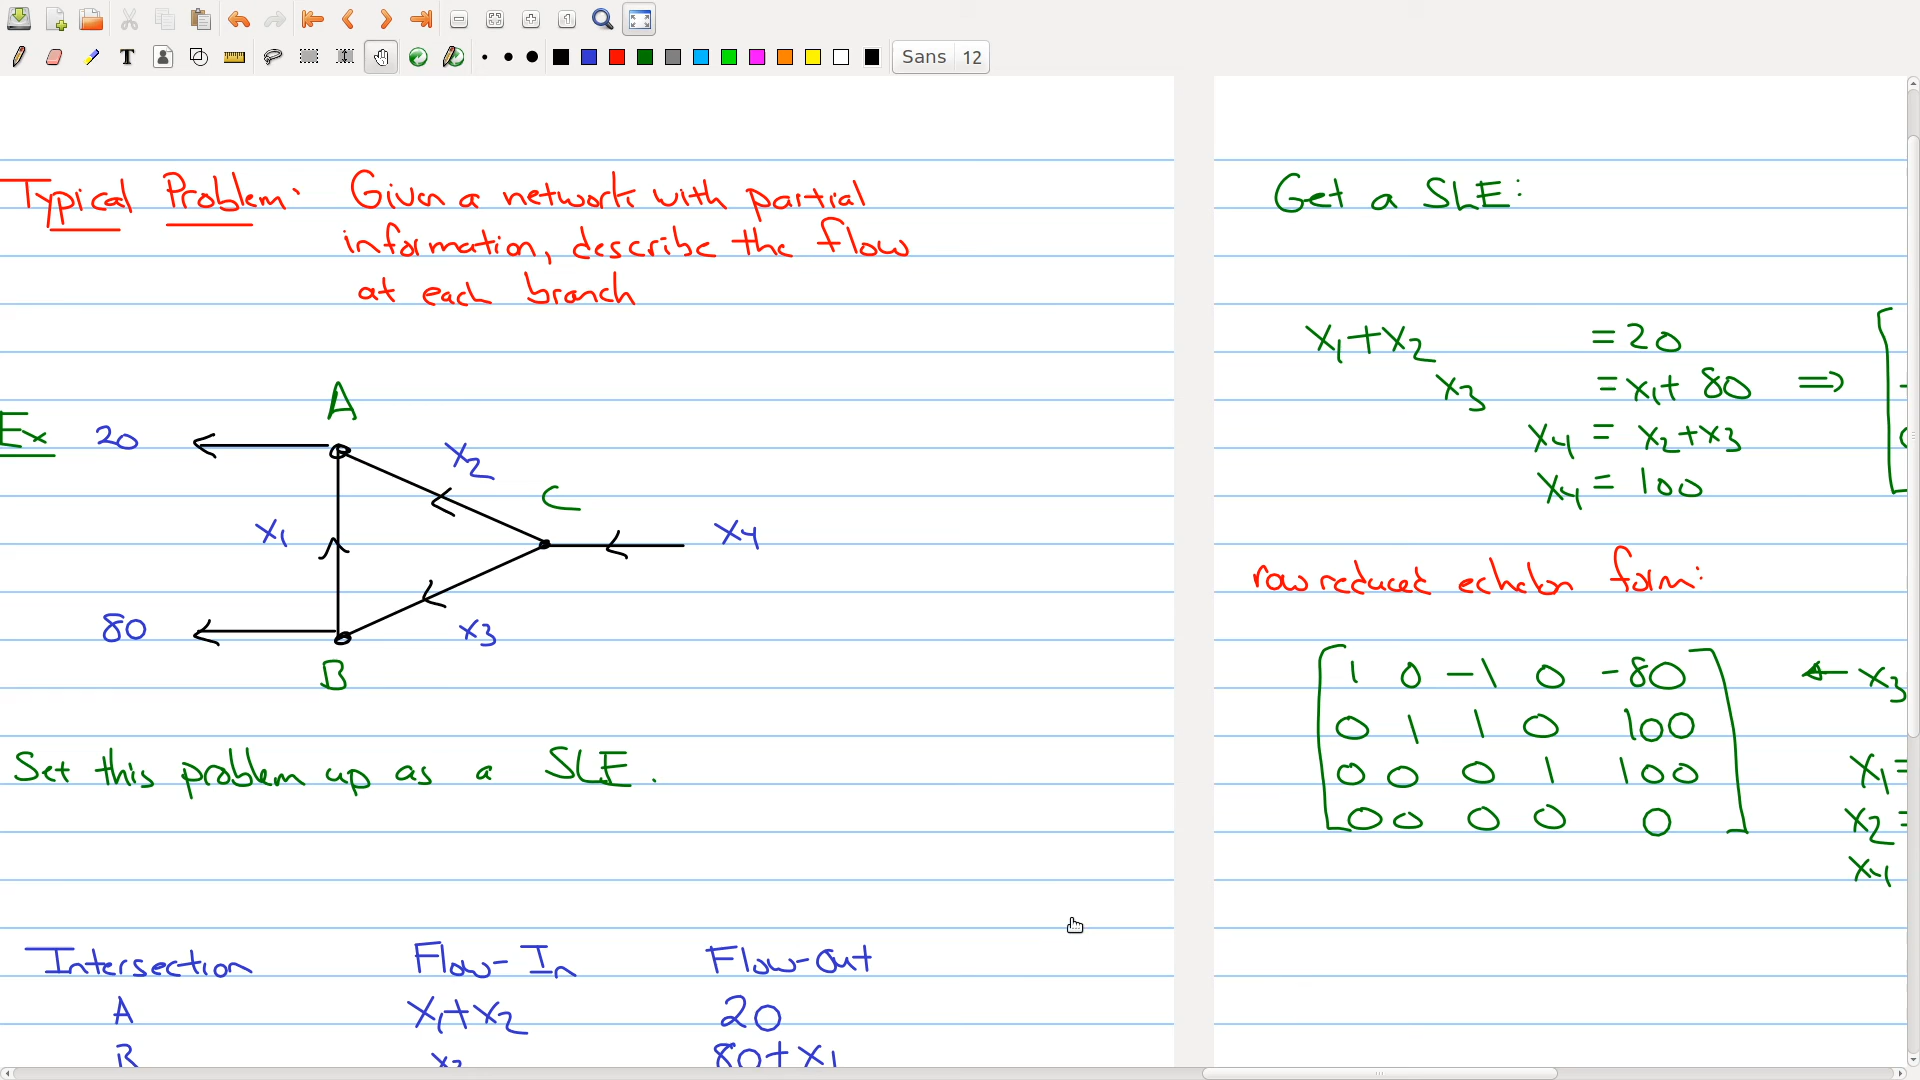 Sans 12
Typical Problem: Given a network with partial
information, describe the flow
at each branch
A
Ex 20
x2
C
x1
x4
80
x3
B
Set this problem up as a SLE.
Intersection Flow-In Flow-out
A x1+x2 20
B x3 80+x1
Get a SLE:
x1+x2 = 20
x3 = x1+ 80 ⇒
x4 = x2+x3
x4 = 100
row reduced echelon form:
1 0 -1 0 -80 ← x3
0 1 1 0 100
0 0 0 1 100 x1=
0 0 0 0 0 x2=
x4